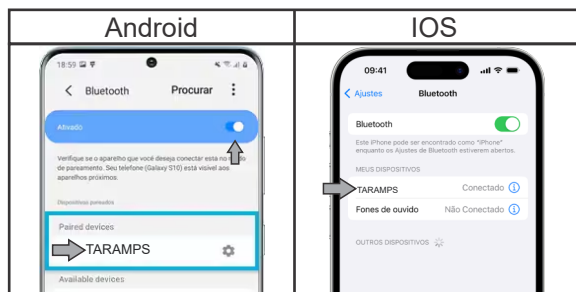 Android
IOS
18:59
Bluetooth
Procurar
Ativado
Verifique se o aparelho que você deseja conectar esta no modo
de pareamento. Seu telefone (Galaxy S10) está visível aos
aparelhos próximos.
Dispositivos pareados
Paired devices
TARAMPS
Available devices
09:41
Ajustes
Bluetooth
Bluetooth
Este iPhone pode ser encontrado como "iPhone"
enquanto os Ajustes de Bluetooth estiverem abertos.
MEUS DISPOSITIVOS
TARAMPS
Conectado
Fones de ouvido
Não Conectado
OUTROS DISPOSITIVOS